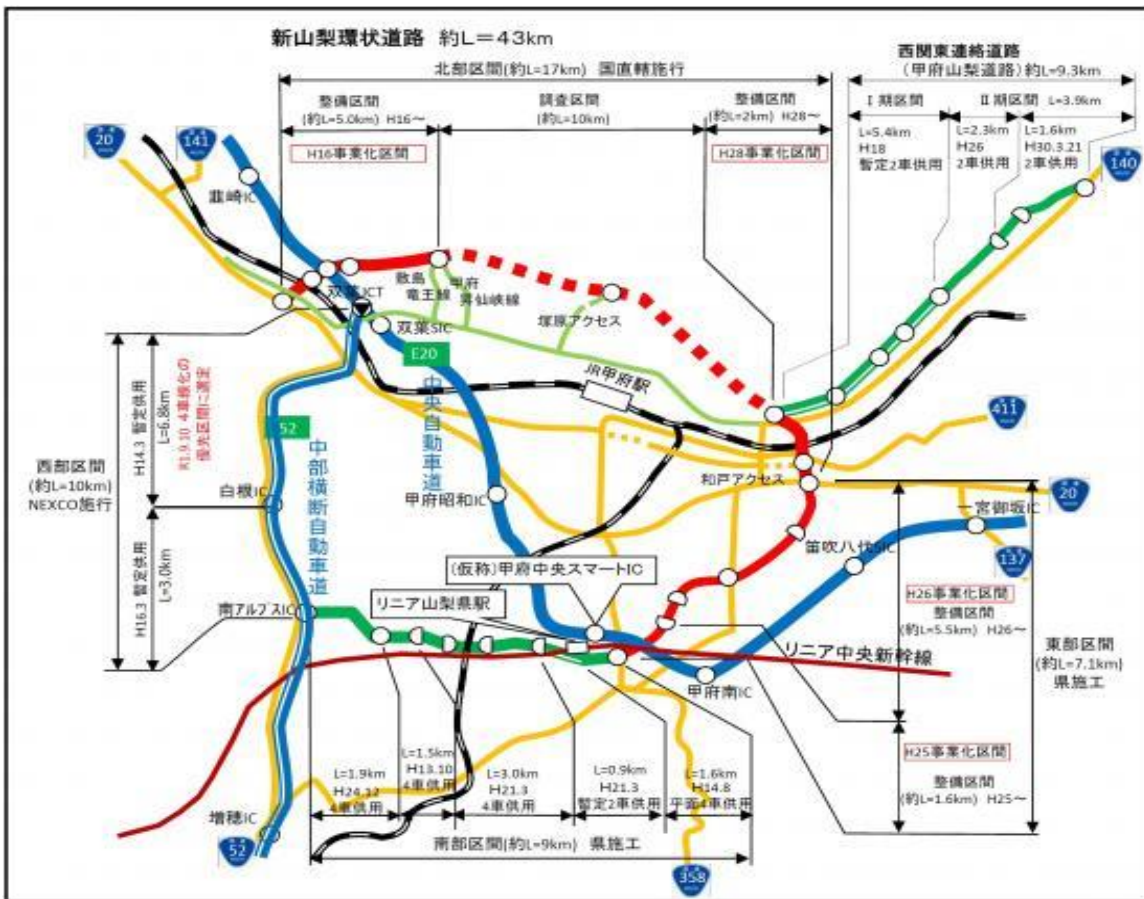 新山梨環状道路 約L=43km
北部区間(約L=17km) 国直轄施行
西関東連絡道路
(甲府山梨道路)約L=9.3km
整備区間
(約L=5.0km) H16~
調査区間
(約L=10km)
整備区間
(約L=2km) H28~
Ⅰ期区間
Ⅱ期区間 L=3.9km
H16事業化区間
H28事業化区間
L=5.4km
H18
暫定2車供用
L=2.3km
H26
2車供用
L=1.6km
H30.3.21
2車供用
20
141
140
韮崎IC
双葉JCT
敷島
竜王線
甲府
昇仙峡線
塚原アクセス
双葉SIC
E20
JR甲府駅
中央自動車道
411
西部区間
(約L=10km)
NEXCO施行
H14.3 暫定供用
L=6.8km
R1.9.10 4車線化の
優先区間に選定
H16.3 暫定供用
L=3.0km
52
中部横断自動車道
白根IC
甲府昭和IC
和戸アクセス
20
一宮御坂IC
137
笛吹八代SIC
(仮称)甲府中央スマートIC
リニア山梨県駅
南アルプスIC
リニア中央新幹線
甲府南IC
H26事業化区間
整備区間
(約L=5.5km) H26~
東部区間
(約L=7.1km)
県施工
H25事業化区間
整備区間
(約L=1.6km) H25~
L=1.9km
H24.12
4車供用
L=1.5km
H13.10
4車供用
L=3.0km
H21.3
4車供用
L=0.9km
H21.3
暫定2車供用
L=1.6km
H14.8
平面4車供用
南部区間(約L=9km) 県施工
増穂IC
52
358